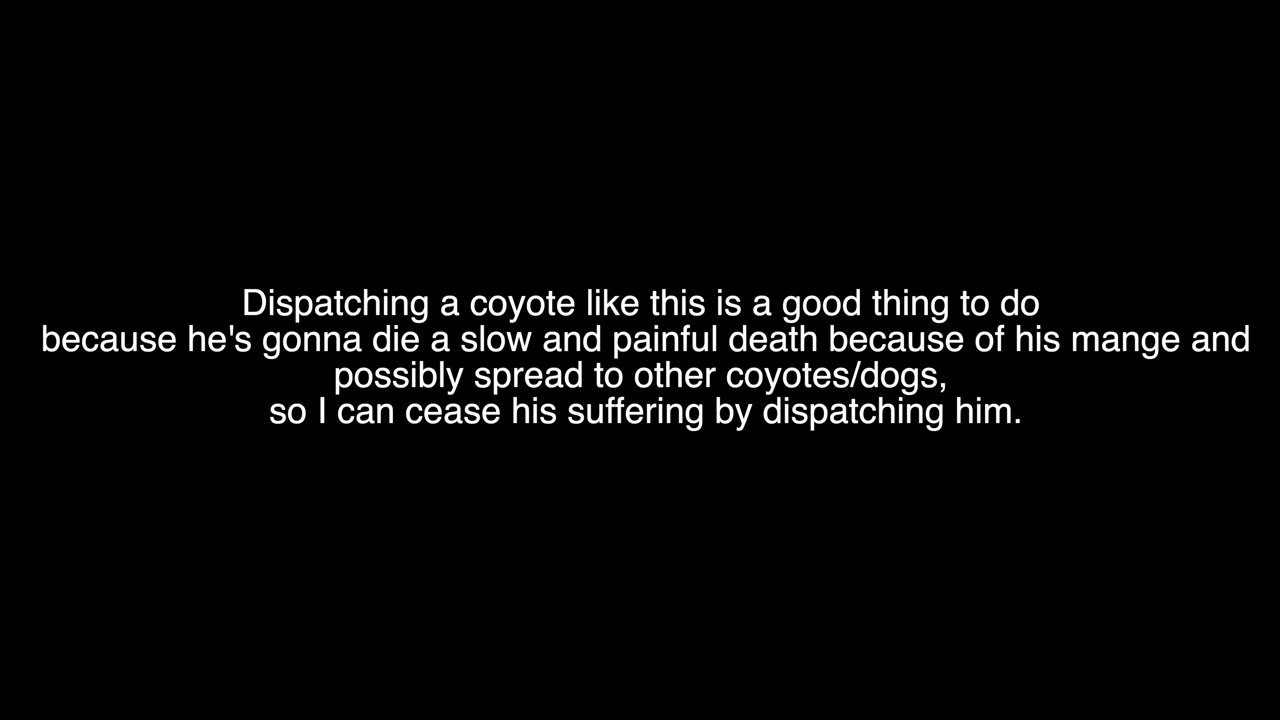 Dispatching a coyote like this is a good thing to do
because he's gonna die a slow and painful death because of his mange and
possibly spread to other coyotes/dogs,
so I can cease his suffering by dispatching him.